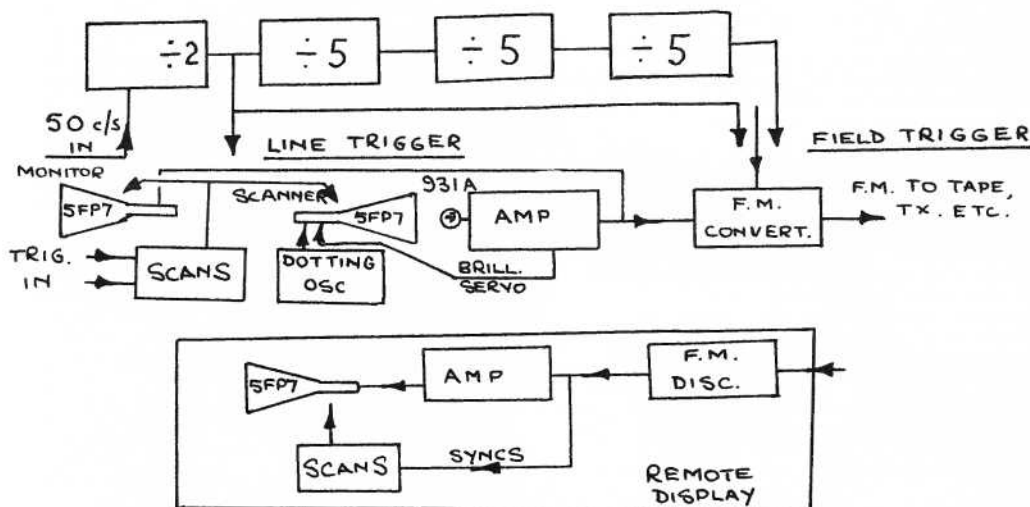 ÷2
÷5
÷5
÷5
50 c/s
IN
LINE TRIGGER
FIELD TRIGGER
MONITOR
SCANNER
931A
5FP7
5FP7
AMP
F.M.
CONVERT.
F.M. TO TAPE,
TX. ETC.
TRIG.
IN
SCANS
DOTTING
OSC
BRILL.
SERVO
5FP7
AMP
F.M.
DISC.
SCANS
SYNCS
REMOTE
DISPLAY